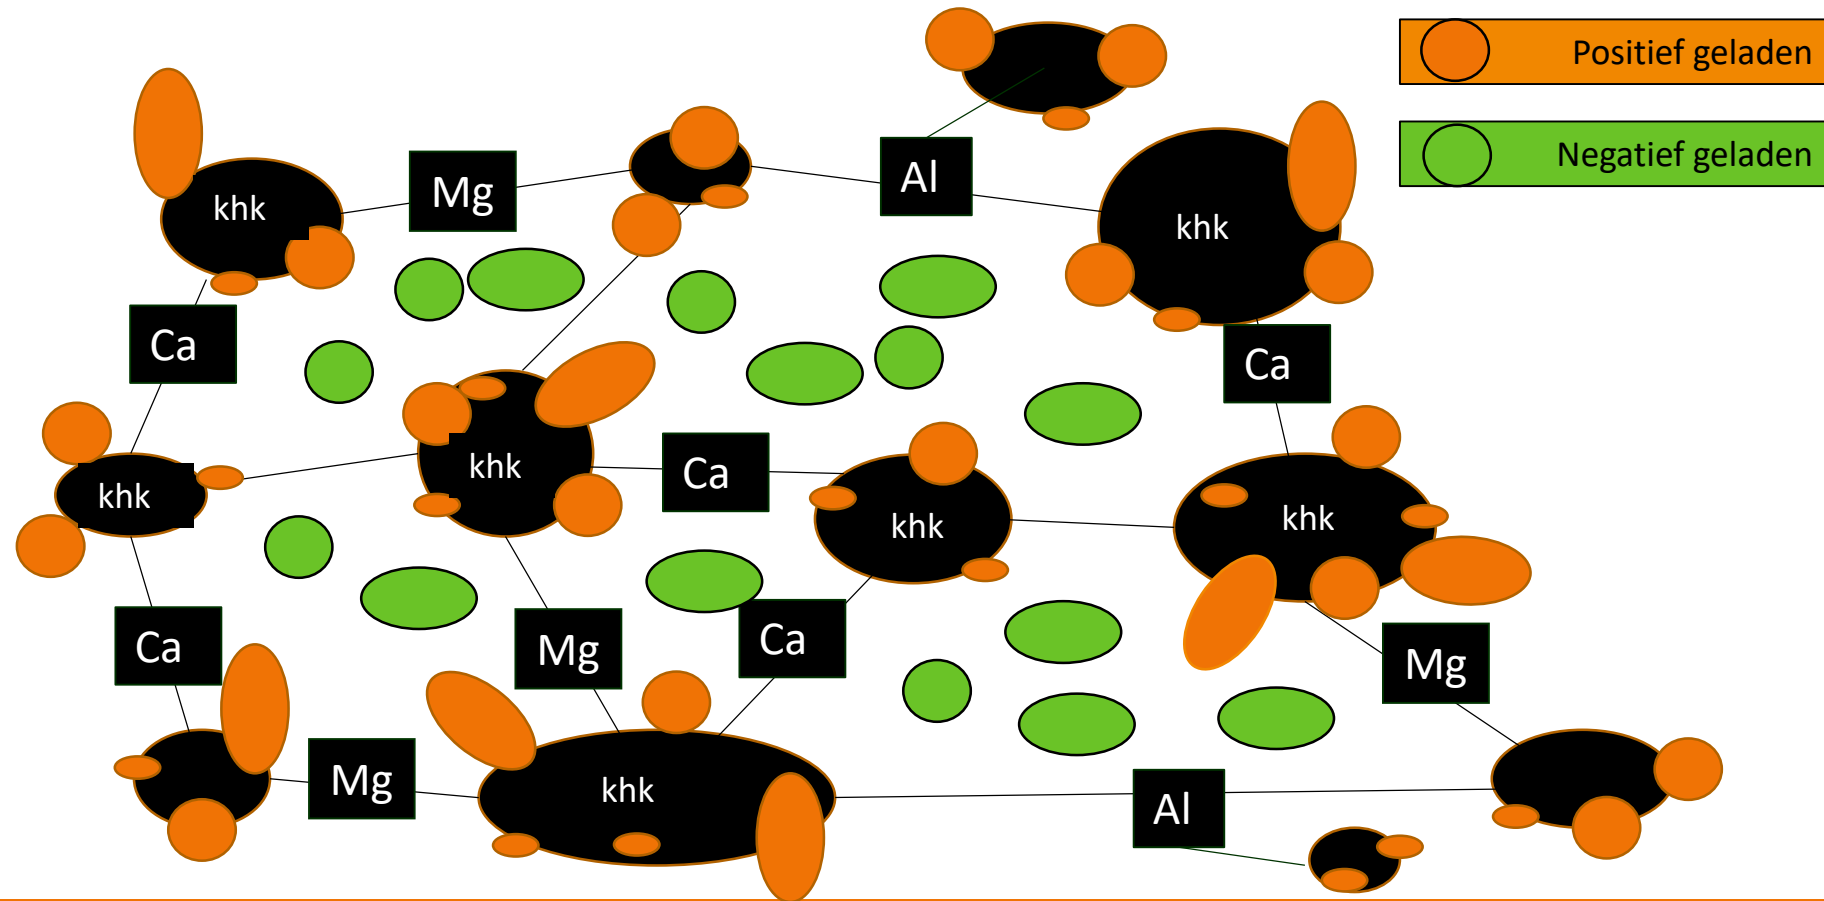 Positief geladen
Negatief geladen
khk
Mg
Al
khk
Ca
Ca
khk
khk
Ca
khk
khk
Ca
Mg
Ca
Mg
Mg
khk
Al